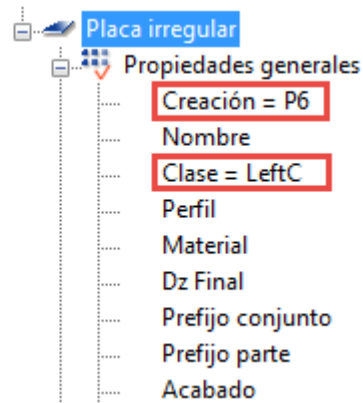 Placa irregular
Propiedades generales
Creación = P6
Nombre
Clase = LeftC
Perfil
Material
Dz Final
Prefijo conjunto
Prefijo parte
Acabado